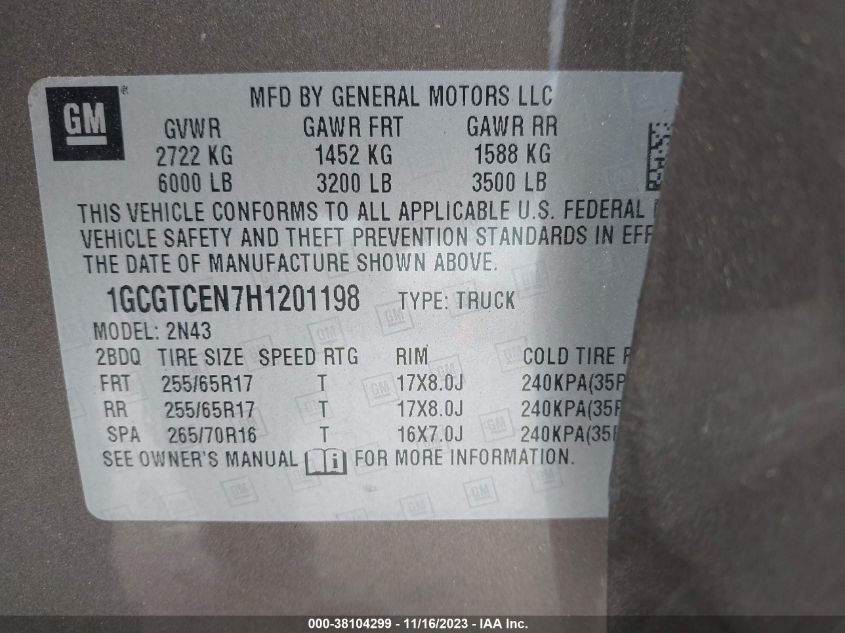 GM ®
MFD BY GENERAL MOTORS LLC
GVWR GAWR FRT GAWR RR
2722 KG 1452 KG 1588 KG
6000 LB 3200 LB 3500 LB
THIS VEHICLE CONFORMS TO ALL APPLICABLE U.S. FEDERAL
VEHICLE SAFETY AND THEFT PREVENTION STANDARDS IN EFF
THE DATE OF MANUFACTURE SHOWN ABOVE.
1GCGTCEN7H1201198 TYPE: TRUCK
MODEL: 2N43
2BDQ TIRE SIZE SPEED RTG RIM COLD TIRE P
FRT 255/65R17 T 17X8.0J 240KPA(35P
RR 255/65R17 T 17X8.0J 240KPA(35P
SPA 265/70R16 T 16X7.0J 240KPA(35P
SEE OWNER'S MANUAL i FOR MORE INFORMATION.
000-38104299 - 11/16/2023 - IAA Inc.